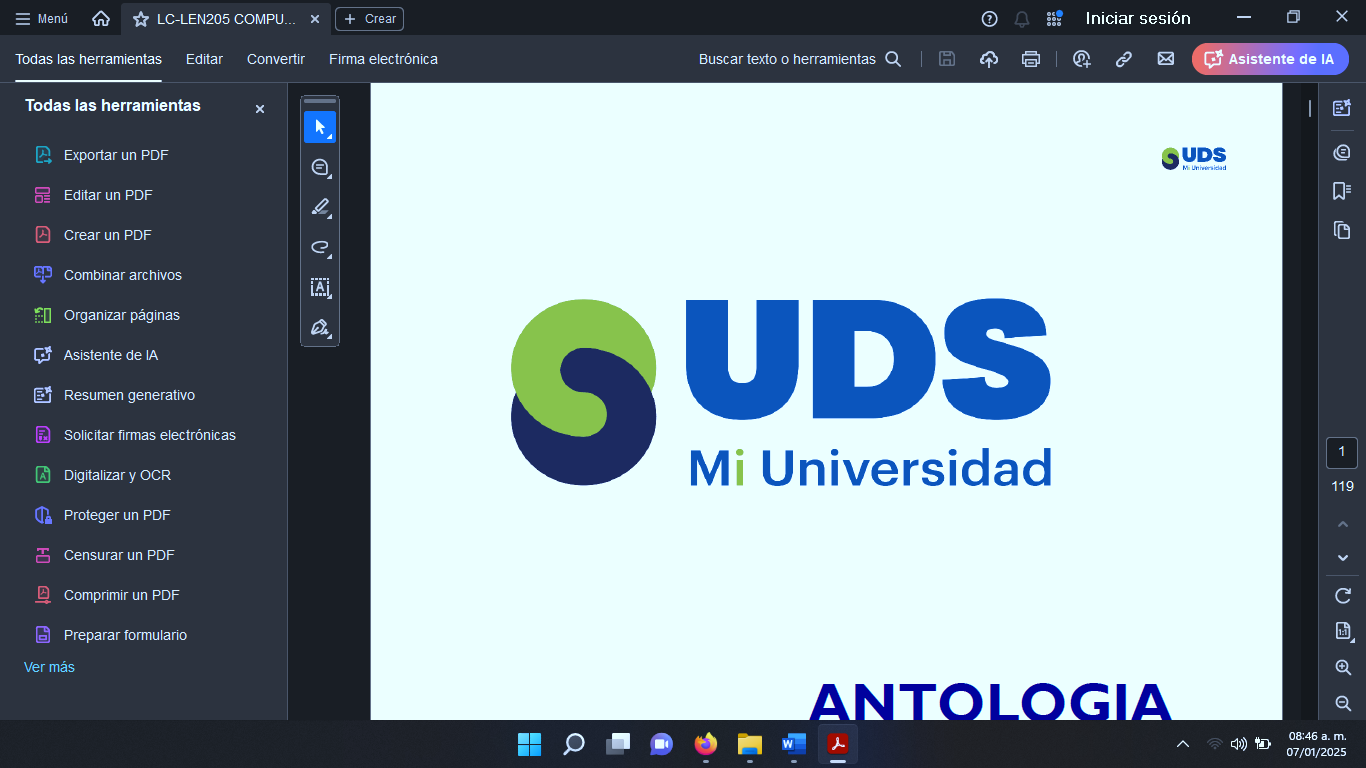 Menú
LC-LEN205 COMPU...
Crear
Iniciar sesión
Todas las herramientas
Editar
Convertir
Firma electrónica
Buscar texto o herramientas
Asistente de IA
Todas las herramientas
Exportar un PDF
Editar un PDF
Crear un PDF
Combinar archivos
Organizar páginas
Asistente de IA
Resumen generativo
Solicitar firmas electrónicas
Digitalizar y OCR
Proteger un PDF
Censurar un PDF
Comprimir un PDF
Preparar formulario
Ver más
UDS
Mi Universidad
UDS
Mi Universidad
ANTOLOGIA
1
119
1:1
08:46 a. m.
07/01/2025